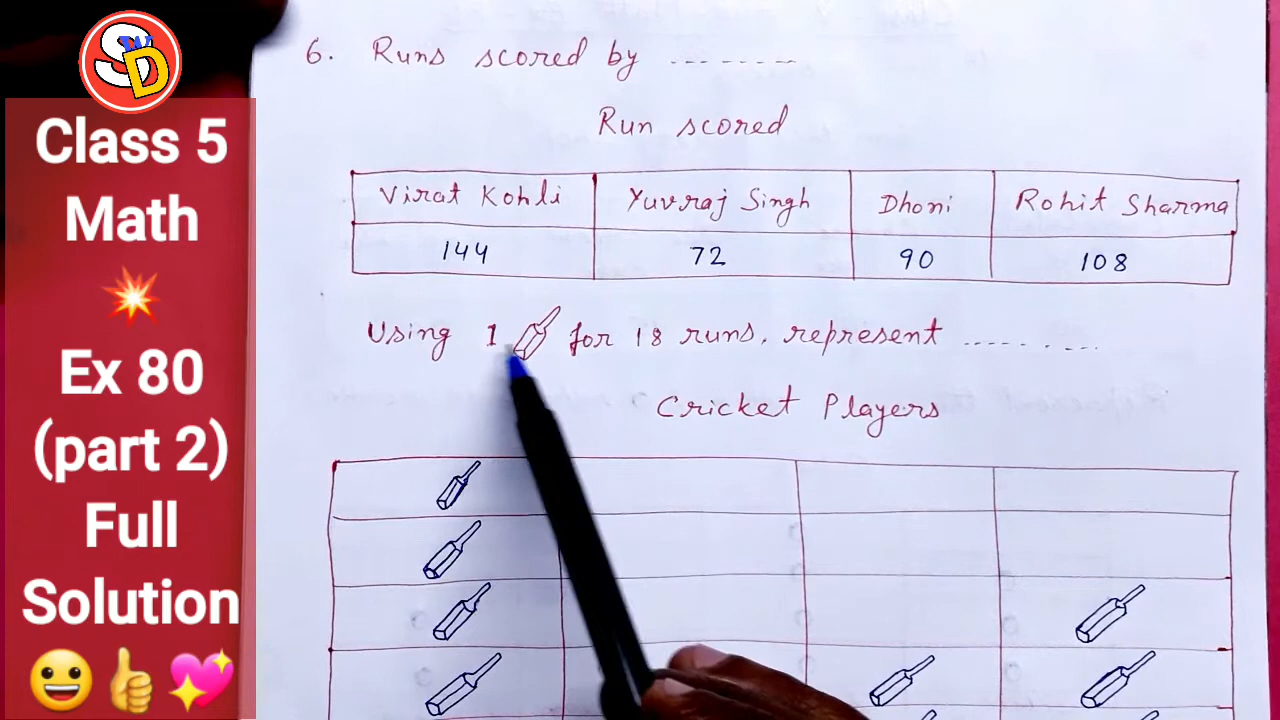 SWD
Class 5
Math
Ex 80
(part 2)
Full
Solution
6. Runs scored by ---------
Run scored
Virat Kohli Yuvraj Singh Dhoni Rohit Sharma
144 72 90 108
Using 1 for 18 runs, represent ----------
Cricket Players